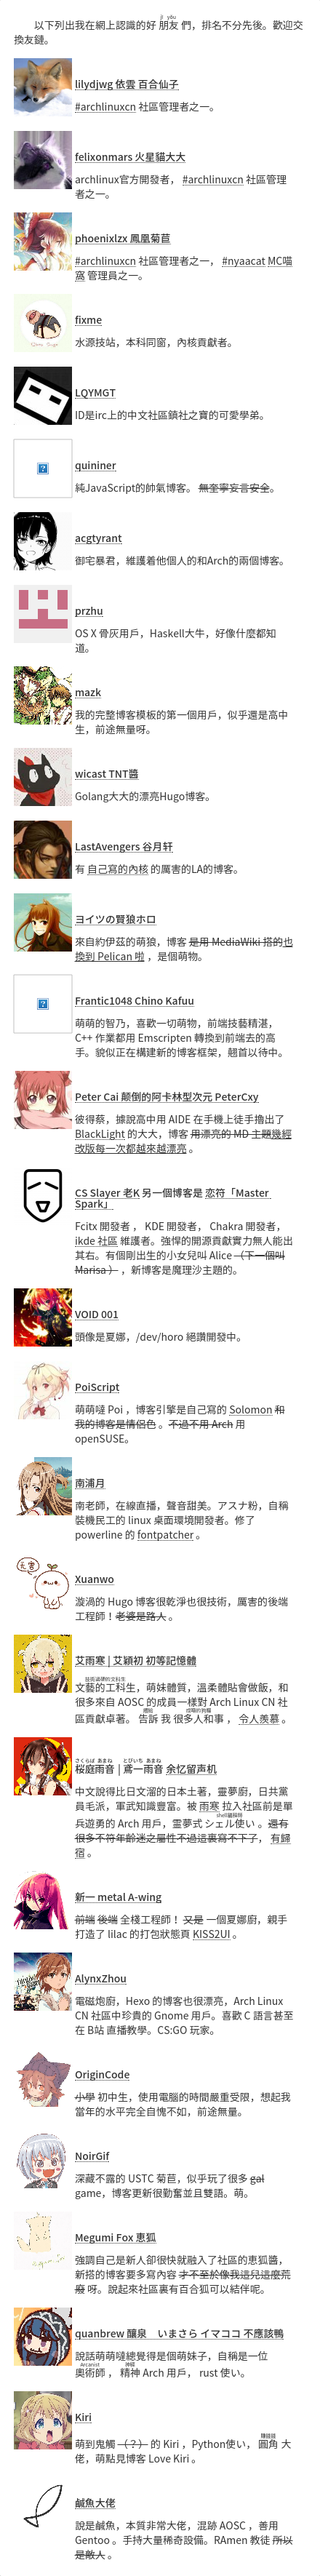 以下列出我在網上認識的好 朋友 們，排名不分先後。歡迎交
換友鏈。
lilydjwg 依雲 百合仙子
#archlinuxcn 社區管理者之一。
felixonmars 火星貓大大
archlinux官方開發者， #archlinuxcn 社區管理
者之一。
phoenixlzx 鳳凰菊苣
#archlinuxcn 社區管理者之一， #nyaacat MC喵
窩 管理員之一。
fixme
水源技站，本科同窗，內核貢獻者。
LQYMGT
ID是irc上的中文社區鎮社之寶的可愛學弟。
quininer
純JavaScript的帥氣博客。 無奎寧妄言安全。
acgtyrant
御宅暴君，維護着他個人的和Arch的兩個博客。
przhu
OS X 骨灰用戶，Haskell大牛，好像什麼都知
道。
mazk
我的完整博客模板的第一個用戶，似乎還是高中
生，前途無量呀。
wicast TNT醬
Golang大大的漂亮Hugo博客。
LastAvengers 谷月轩
有 自己寫的內核 的厲害的LA的博客。
ヨイツの賢狼ホロ
來自約伊茲的萌狼，博客 是用 MediaWiki 搭的也
換到 Pelican 啦 ，是個萌物。
Frantic1048 Chino Kafuu
萌萌的智乃，喜歡一切萌物，前端技藝精湛，
C++ 作業都用 Emscripten 轉換到前端去的高
手。貌似正在構建新的博客框架，翹首以待中。
Peter Cai 颠倒的阿卡林型次元 PeterCxy
彼得蔡，據說高中用 AIDE 在手機上徒手擼出了
BlackLight 的大大，博客 用漂亮的 MD 主題幾經
改版每一次都越來越漂亮 。
CS Slayer 老K 另一個博客是 恋符「Master
Spark」
Fcitx 開發者 ， KDE 開發者， Chakra 開發者，
ikde 社區 維護者。強悍的開源貢獻實力無人能出
其右。有個剛出生的小女兒叫 Alice （下一個叫
Marisa ） ，新博客是魔理沙主題的。
VOID 001
頭像是夏娜，/dev/horo 絕讚開發中。
PoiScript
萌萌噠 Poi ，博客引擎是自己寫的 Solomon 和
我的博客是情侶色 。不過不用 Arch 用
openSUSE。
南浦月
南老師，在線直播，聲音甜美。アスナ粉，自稱
裝機民工的 linux 桌面環境開發者。修了
powerline 的 fontpatcher 。
Xuanwo
漩渦的 Hugo 博客很乾淨也很技術，厲害的後端
工程師！老婆是路人 。
艾雨寒 | 艾穎初 初等記憶體
文藝的工科生，萌妹體質，溫柔體貼會做飯，和
很多來自 AOSC 的成員一樣對 Arch Linux CN 社
區貢獻卓著。 告訴 我 很多人和事 ， 令人羨慕 。
桜庭雨音 | 鳶一雨音 余忆留声机
中文說得比日文溜的日本土著，靈夢廚，日共黨
員毛派，軍武知識豐富。被 雨寒 拉入社區前是單
兵遊勇的 Arch 用戶，靈夢式 シェル使い 。還有
很多不符年齡迷之屬性不過這裏寫不下了， 有歸
宿 。
新一 metal A-wing
前端 後端 全棧工程師！ 又是 一個夏娜廚，親手
打造了 lilac 的打包狀態頁 KISS2UI 。
AlynxZhou
電磁炮廚，Hexo 的博客也很漂亮，Arch Linux
CN 社區中珍貴的 Gnome 用戶。喜歡 C 語言甚至
在 B站 直播教學。CS:GO 玩家。
OriginCode
小學 初中生，使用電腦的時間嚴重受限，想起我
當年的水平完全自愧不如，前途無量。
NoirGif
深藏不露的 USTC 菊苣，似乎玩了很多 gal
game，博客更新很勤奮並且雙語。萌。
Megumi Fox 恵狐
強調自己是新人卻很快就融入了社區的恵狐醬，
新搭的博客要多寫內容 才不至於像我這兒這麼荒
廢 呀。說起來社區裏有百合狐可以結伴呢。
quanbrew 釀泉　いまさら イマココ 不應該鴨
說話萌萌噠總覺得是個萌妹子，自稱是一位
奧術師 ， 精神 Arch 用戶， rust 使い。
Kiri
萌到鬼觸 （？） 的 Kiri ，Python使い， 圓角 大
佬，萌點見博客 Love Kiri 。
鹹魚大佬
說是鹹魚，本質非常大佬，混跡 AOSC ，善用
Gentoo 。手持大量稀奇設備。RAmen 教徒 所以
是敵人 。